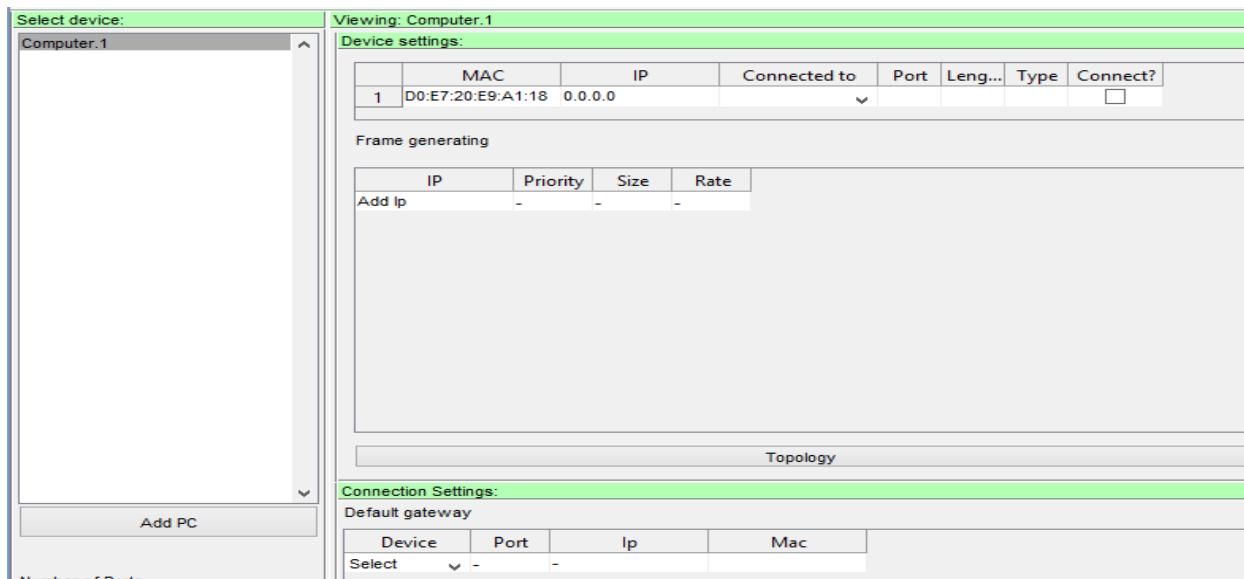 Select device:
Computer.1
Add PC
Viewing: Computer.1
Device settings:
MAC IP Connected to Port Leng... Type Connect?
1 D0:E7:20:E9:A1:18 0.0.0.0
Frame generating
IP Priority Size Rate
Add Ip - - -
Topology
Connection Settings:
Default gateway
Device Port Ip Mac
Select - -